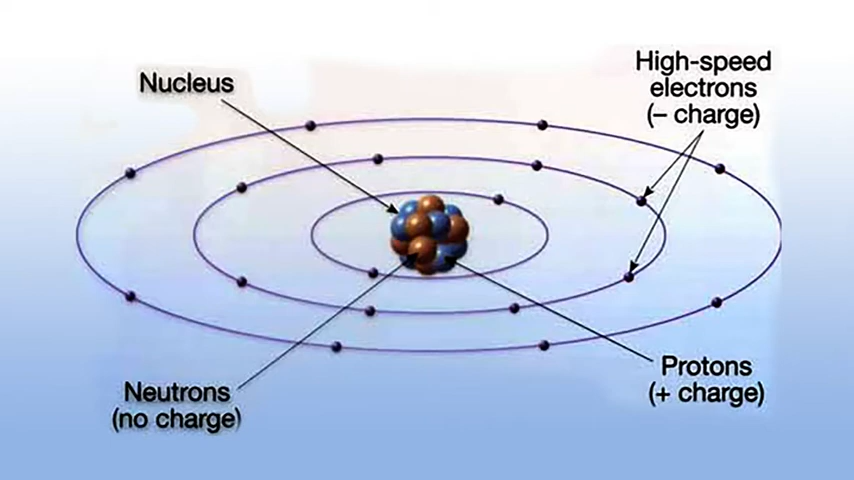 Nucleus
High-speed
electrons
(– charge)
Neutrons
(no charge)
Protons
(+ charge)